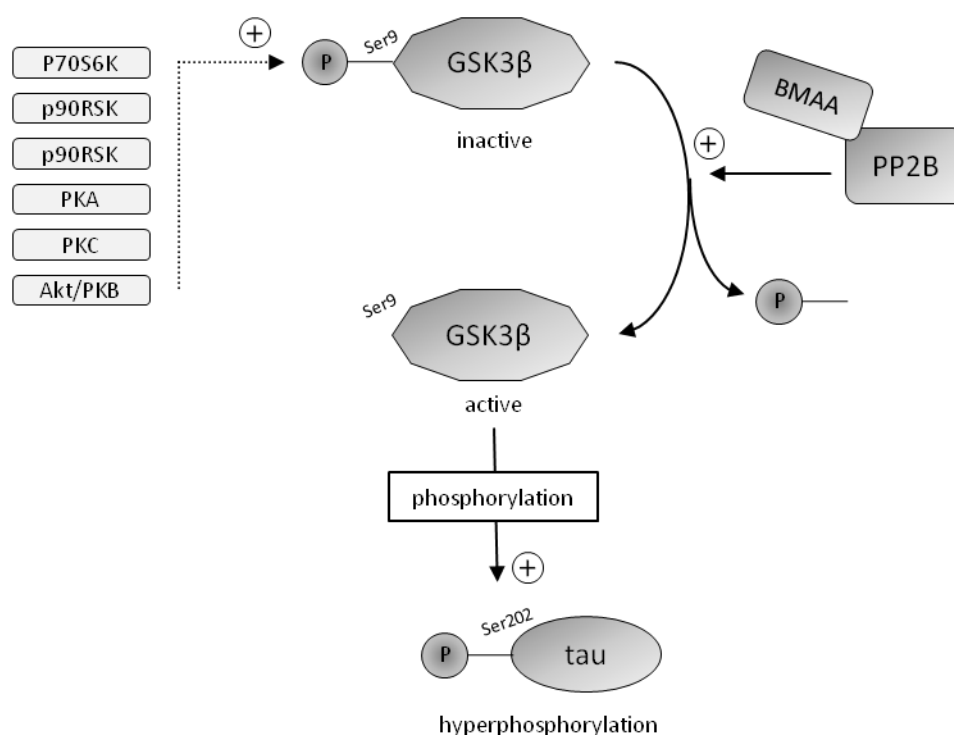 P70S6K
p90RSK
p90RSK
PKA
PKC
Akt/PKB
+
P
Ser9
GSK3β
inactive
BMAA
PP2B
+
P
Ser9
GSK3β
active
phosphorylation
+
P
Ser202
tau
hyperphosphorylation